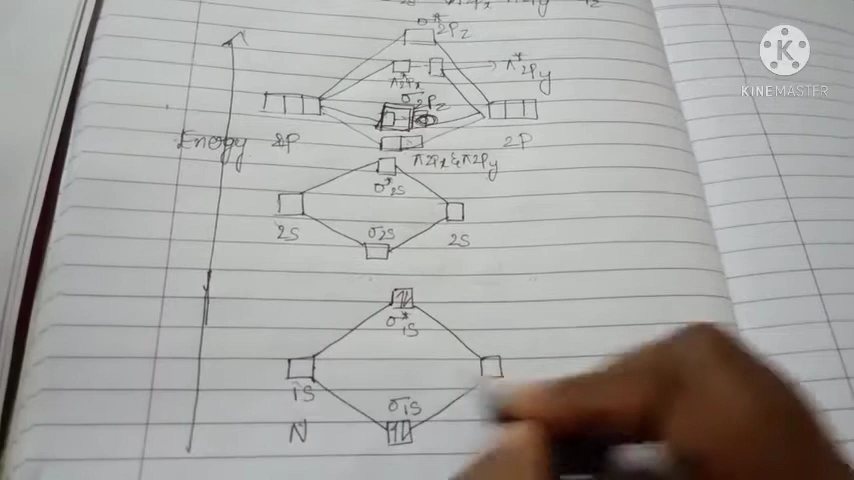 σ*2Pz
K
KINEMASTER
π*2Px
π*2Py
σ2Pz
Energy
2P
2P
π2Px & π2Py
σ*2S
2S
σ2S
2S
σ*1S
1S
σ1S
N